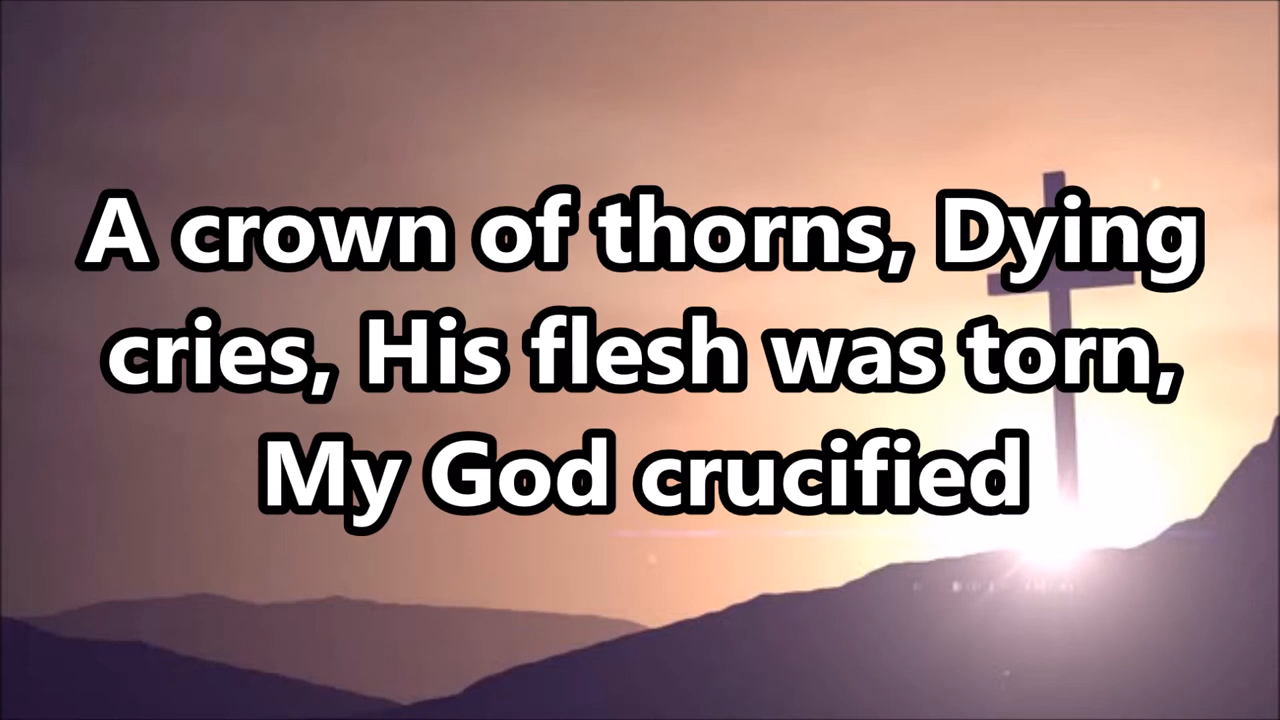 A crown of thorns, Dying
cries, His flesh was torn,
My God crucified